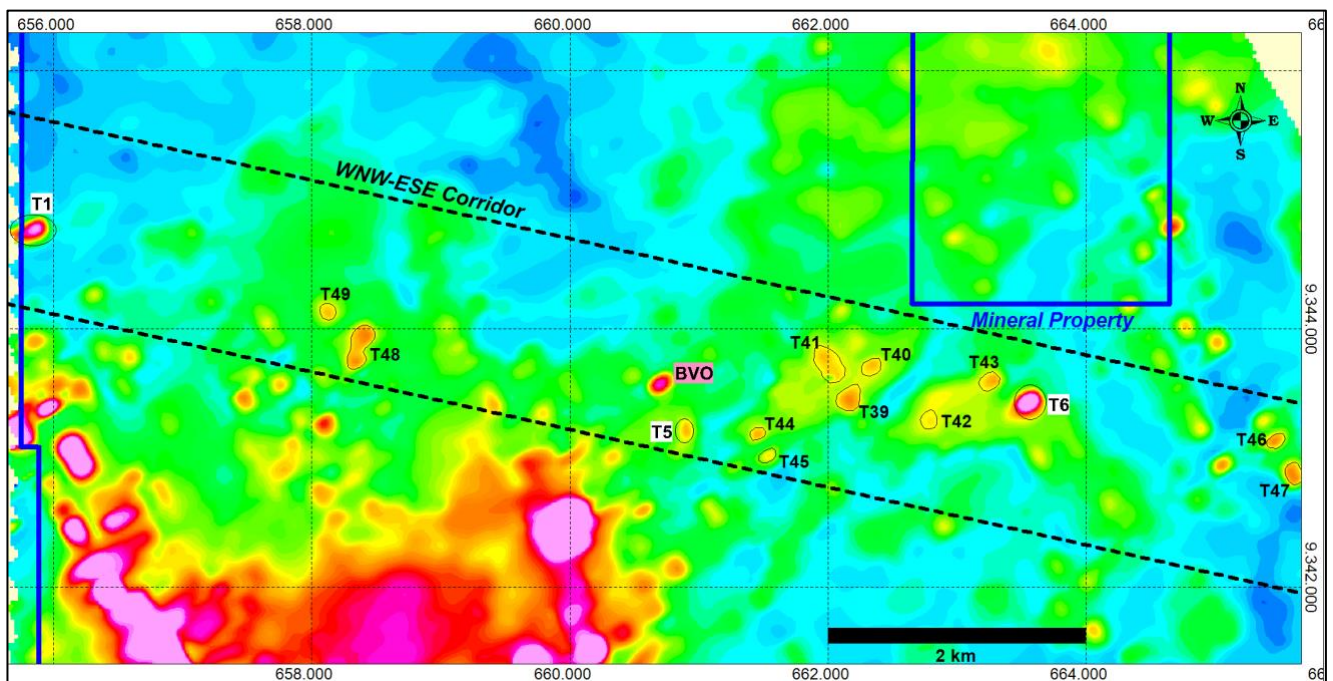 656.000 658.000 660.000 662.000 664.000 66
N
W E
S
WNW-ESE Corridor
T1
T49
T48
Mineral Property
9,344.000
T41
T40
T43
BVO
T39
T6
T5
T44
T42
T45
T46
T47
9,342.000
2 km
658.000 660.000 662.000 664.000 66